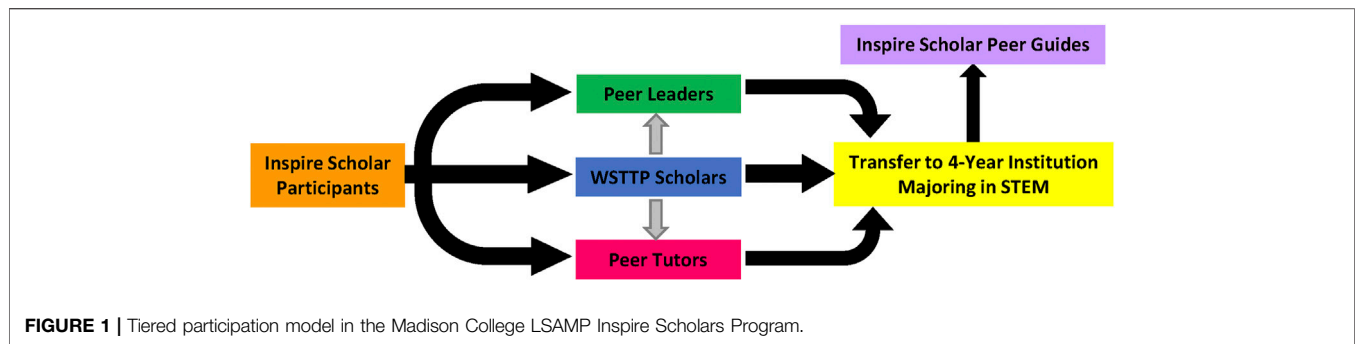 Inspire Scholar Peer Guides
Peer Leaders
Inspire Scholar
Participants
WSTTP Scholars
Transfer to 4-Year Institution
Majoring in STEM
Peer Tutors
FIGURE 1 | Tiered participation model in the Madison College LSAMP Inspire Scholars Program.